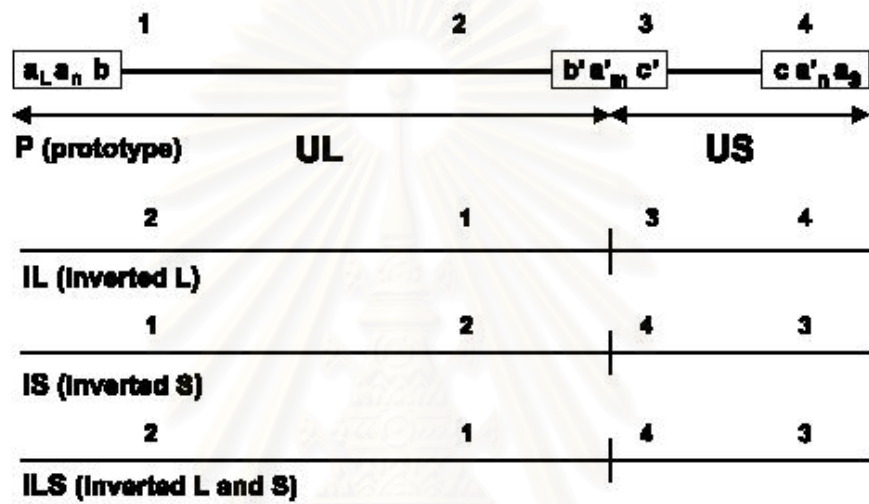 1 2 3 4
aL an b b' a'm c' c a'n as
P (prototype) UL US
2 1 3 4
IL (Inverted L)
1 2 4 3
IS (Inverted S)
2 1 4 3
ILS (Inverted L and S)